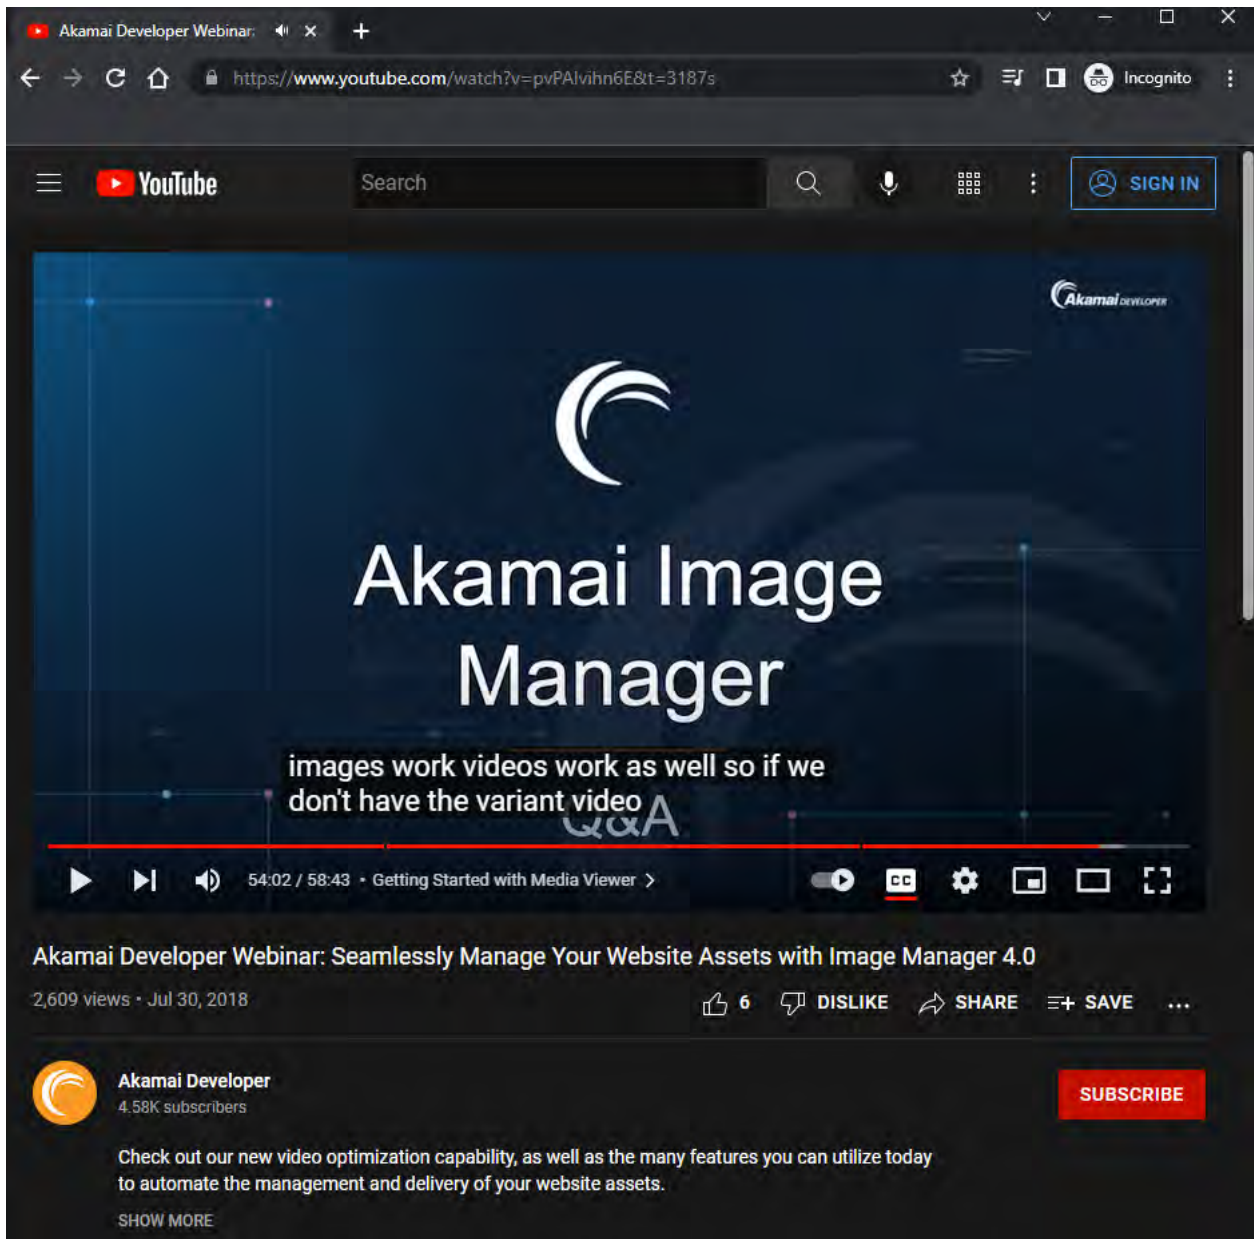 Akamai Developer Webinar:
https://www.youtube.com/watch?v=pvPAlvihn6E&t=3187s
Incognito
YouTube
Search
SIGN IN
Akamai DEVELOPER
Akamai Image
Manager
images work videos work as well so if we
don't have the variant video
Q&A
54:02 / 58:43 • Getting Started with Media Viewer >
CC
Akamai Developer Webinar: Seamlessly Manage Your Website Assets with Image Manager 4.0
2,609 views • Jul 30, 2018
6 DISLIKE SHARE SAVE ...
Akamai Developer
4.58K subscribers
SUBSCRIBE
Check out our new video optimization capability, as well as the many features you can utilize today
to automate the management and delivery of your website assets.
SHOW MORE